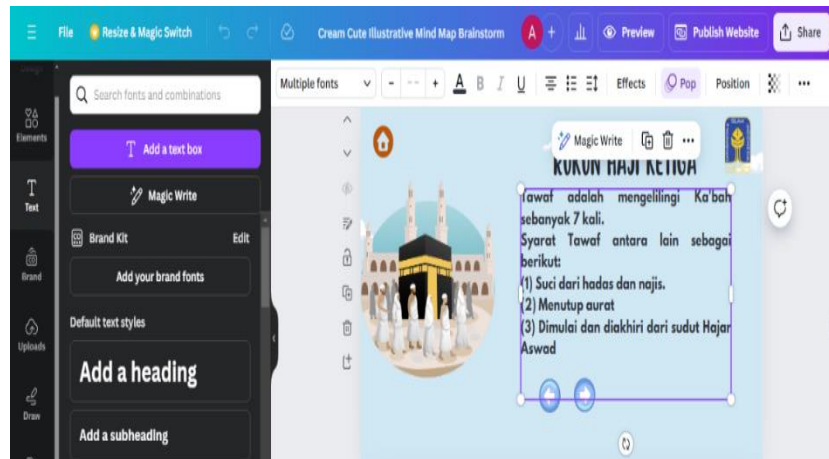 File Resize & Magic Switch Cream Cute Illustrative Mind Map Brainstorm A + Preview Publish Website Share
Multiple fonts - -- + A B I U Effects Pop Position
Search fonts and combinations
Add a text box
Magic Write
Brand Kit Edit
Add your brand fonts
Default text styles
Add a heading
Add a subheading
Elements
Text
Brand
Uploads
Draw
Magic Write
RUKUN HAJI KETIGA
Tawaf adalah mengelilingi Ka'bah
sebanyak 7 kali.
Syarat Tawaf antara lain sebagai
berikut:
(1) Suci dari hadas dan najis.
(2) Menutup aurat
(3) Dimulai dan diakhiri dari sudut Hajar
Aswad